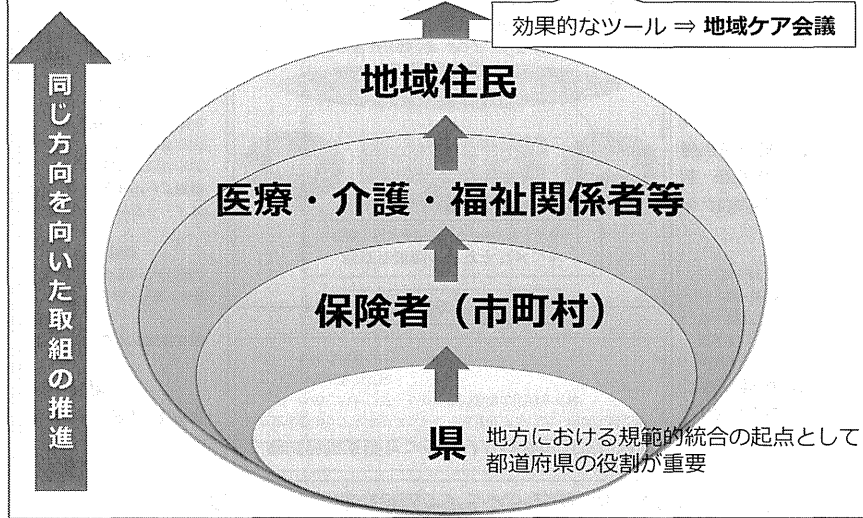 効果的なツール ⇒ 地域ケア会議
地域住民
同じ方向を向いた取組の推進
医療・介護・福祉関係者等
保険者（市町村）
県
地方における規範的統合の起点として
都道府県の役割が重要